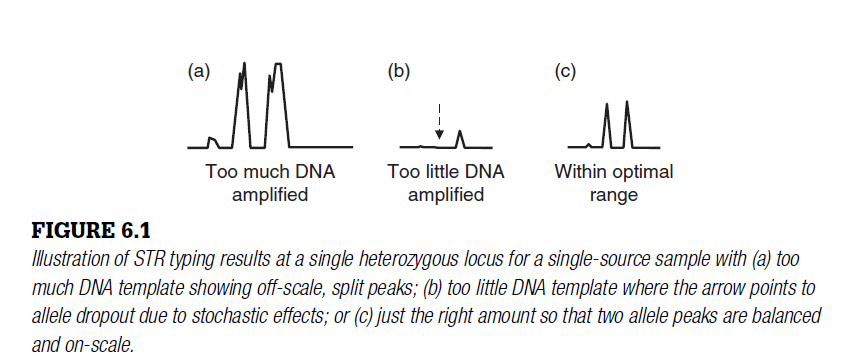 (a) (b) (c)
Too much DNA Too little DNA Within optimal
amplified amplified range
FIGURE 6.1
Illustration of STR typing results at a single heterozygous locus for a single-source sample with (a) too
much DNA template showing off-scale, split peaks; (b) too little DNA template where the arrow points to
allele dropout due to stochastic effects; or (c) just the right amount so that two allele peaks are balanced
and on-scale.